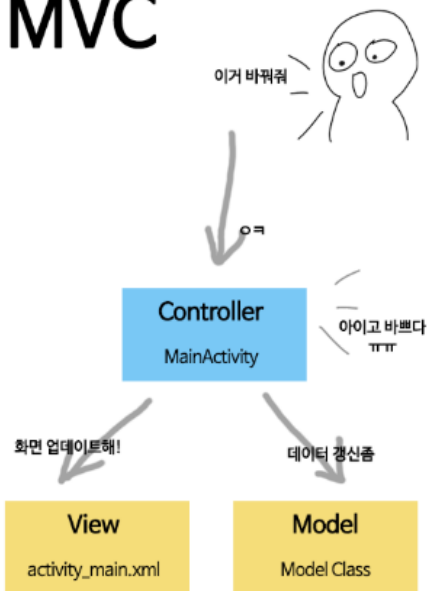 MVC
이거 바꿔줘
ㅇㅋ
Controller
MainActivity
아이고 바쁘다
ㅠㅠ
화면 업데이트해!
데이터 갱신좀
View
activity_main.xml
Model
Model Class